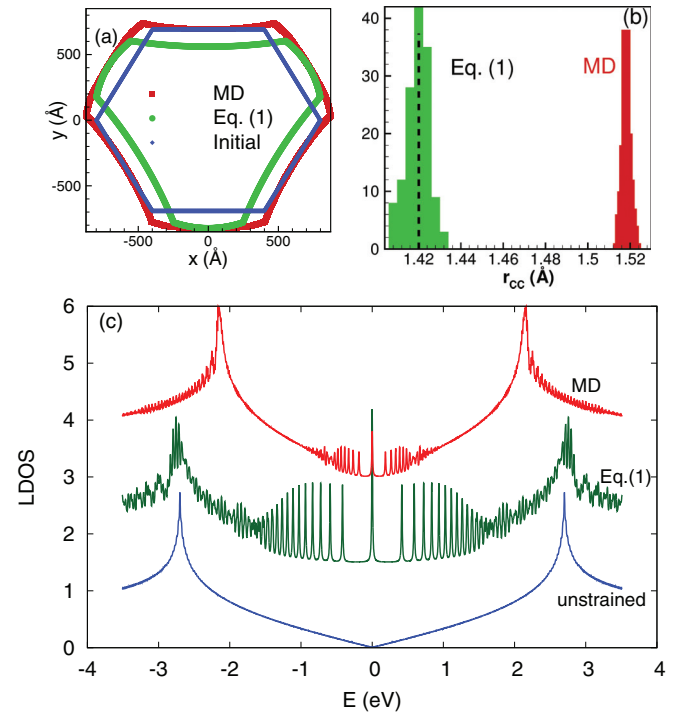 (a)
MD
Eq. (1)
Initial
y (Å)
500
0
-500
-500
0
500
x (Å)
(b)
Eq. (1)
MD
40
30
20
10
0
1.42
1.44
1.46
1.48
1.5
1.52
r_cc (Å)
(c)
MD
Eq.(1)
unstrained
LDOS
6
5
4
3
2
1
0
-4
-3
-2
-1
0
1
2
3
4
E (eV)